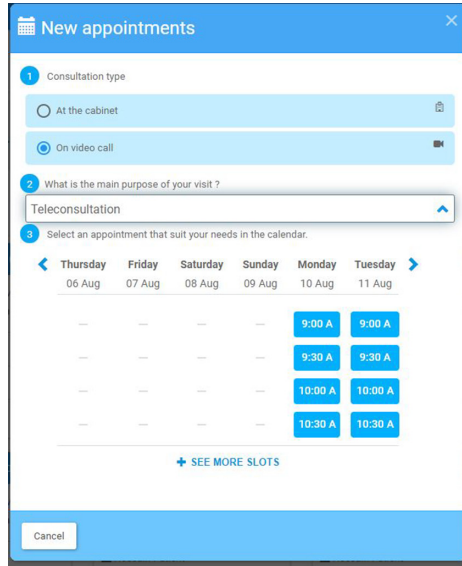 New appointments
×
1 Consultation type
At the cabinet
On video call
2 What is the main purpose of your visit ?
Teleconsultation
3 Select an appointment that suit your needs in the calendar.
Thursday Friday Saturday Sunday Monday Tuesday
06 Aug 07 Aug 08 Aug 09 Aug 10 Aug 11 Aug
— — — — 9:00 A 9:00 A
— — — — 9:30 A 9:30 A
— — — — 10:00 A 10:00 A
— — — — 10:30 A 10:30 A
+ SEE MORE SLOTS
Cancel